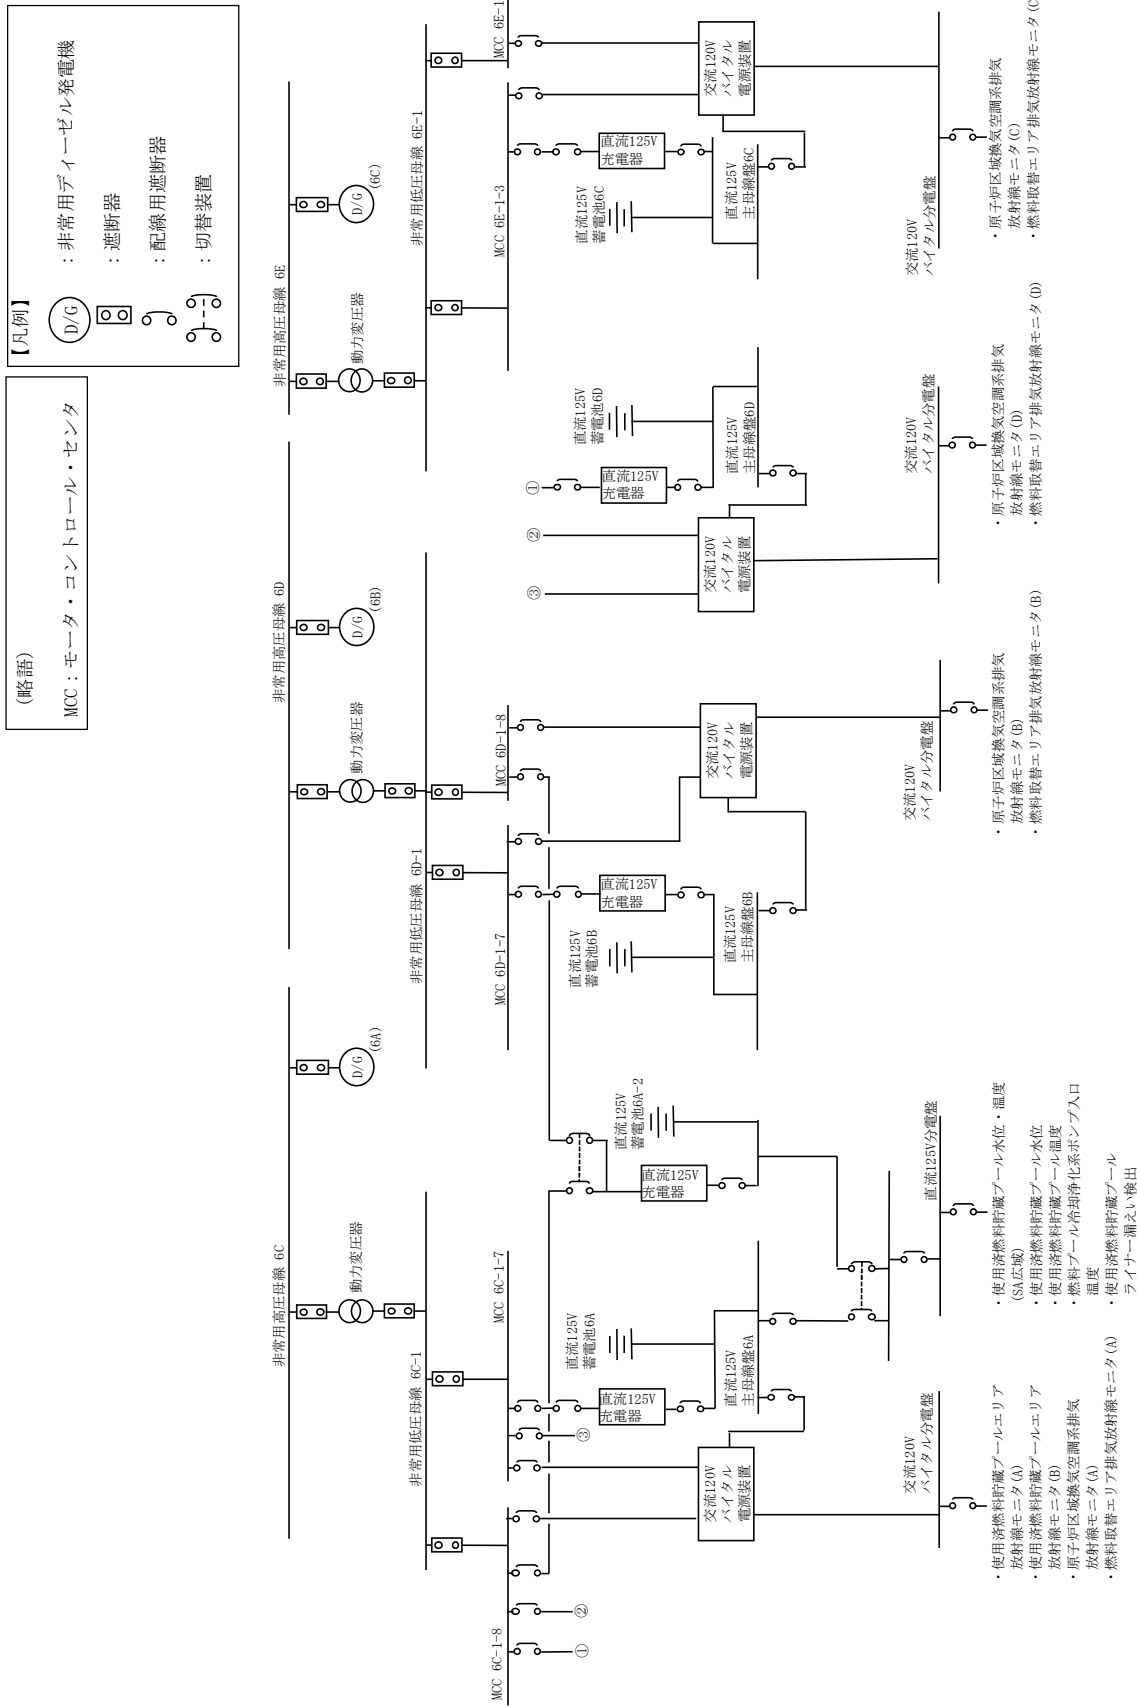 (略語)
MCC : モータ・コントロール・センタ
【凡例】
D/G
: 非常用ディーゼル発電機
: 遮断器
: 配線用遮断器
: 切替装置
非常用高圧母線 6C
非常用高圧母線 6D
非常用高圧母線 6E
D/G
(6A)
D/G
(6B)
D/G
(6C)
動力変圧器
動力変圧器
動力変圧器
非常用低圧母線 6C-1
非常用低圧母線 6D-1
非常用低圧母線 6E-1
MCC 6C-1-8
MCC 6C-1-7
MCC 6D-1-7
MCC 6D-1-8
MCC 6E-1-3
MCC 6E-1
①
②
③
直流125V
充電器
直流125V
蓄電池6A
直流125V
主母線盤6A
交流120V
バイタル
電源装置
直流125V
充電器
直流125V
蓄電池6A-2
直流125V
充電器
直流125V
蓄電池6B
直流125V
主母線盤6B
交流120V
バイタル
電源装置
③
②
①
直流125V
充電器
直流125V
蓄電池6D
直流125V
主母線盤6D
交流120V
バイタル
電源装置
直流125V
充電器
直流125V
蓄電池6C
直流125V
主母線盤6C
交流120V
バイタル
電源装置
交流120V
バイタル分電盤
・使用済燃料貯蔵プールエリア
放射線モニタ(A)
・使用済燃料貯蔵プールエリア
放射線モニタ(B)
・原子炉区域換気空調系排気
放射線モニタ(A)
・燃料取替エリア排気放射線モニタ(A)
直流125V分電盤
・使用済燃料貯蔵プール水位・温度
(SA広域)
・使用済燃料貯蔵プール水位
・使用済燃料貯蔵プール温度
・燃料プール冷却浄化系ポンプ入口
温度
・使用済燃料貯蔵プール
ライナー漏えい検出
交流120V
バイタル分電盤
・原子炉区域換気空調系排気
放射線モニタ(B)
・燃料取替エリア排気放射線モニタ(B)
交流120V
バイタル分電盤
・原子炉区域換気空調系排気
放射線モニタ(D)
・燃料取替エリア排気放射線モニタ(D)
交流120V
バイタル分電盤
・原子炉区域換気空調系排気
放射線モニタ(C)
・燃料取替エリア排気放射線モニタ(C